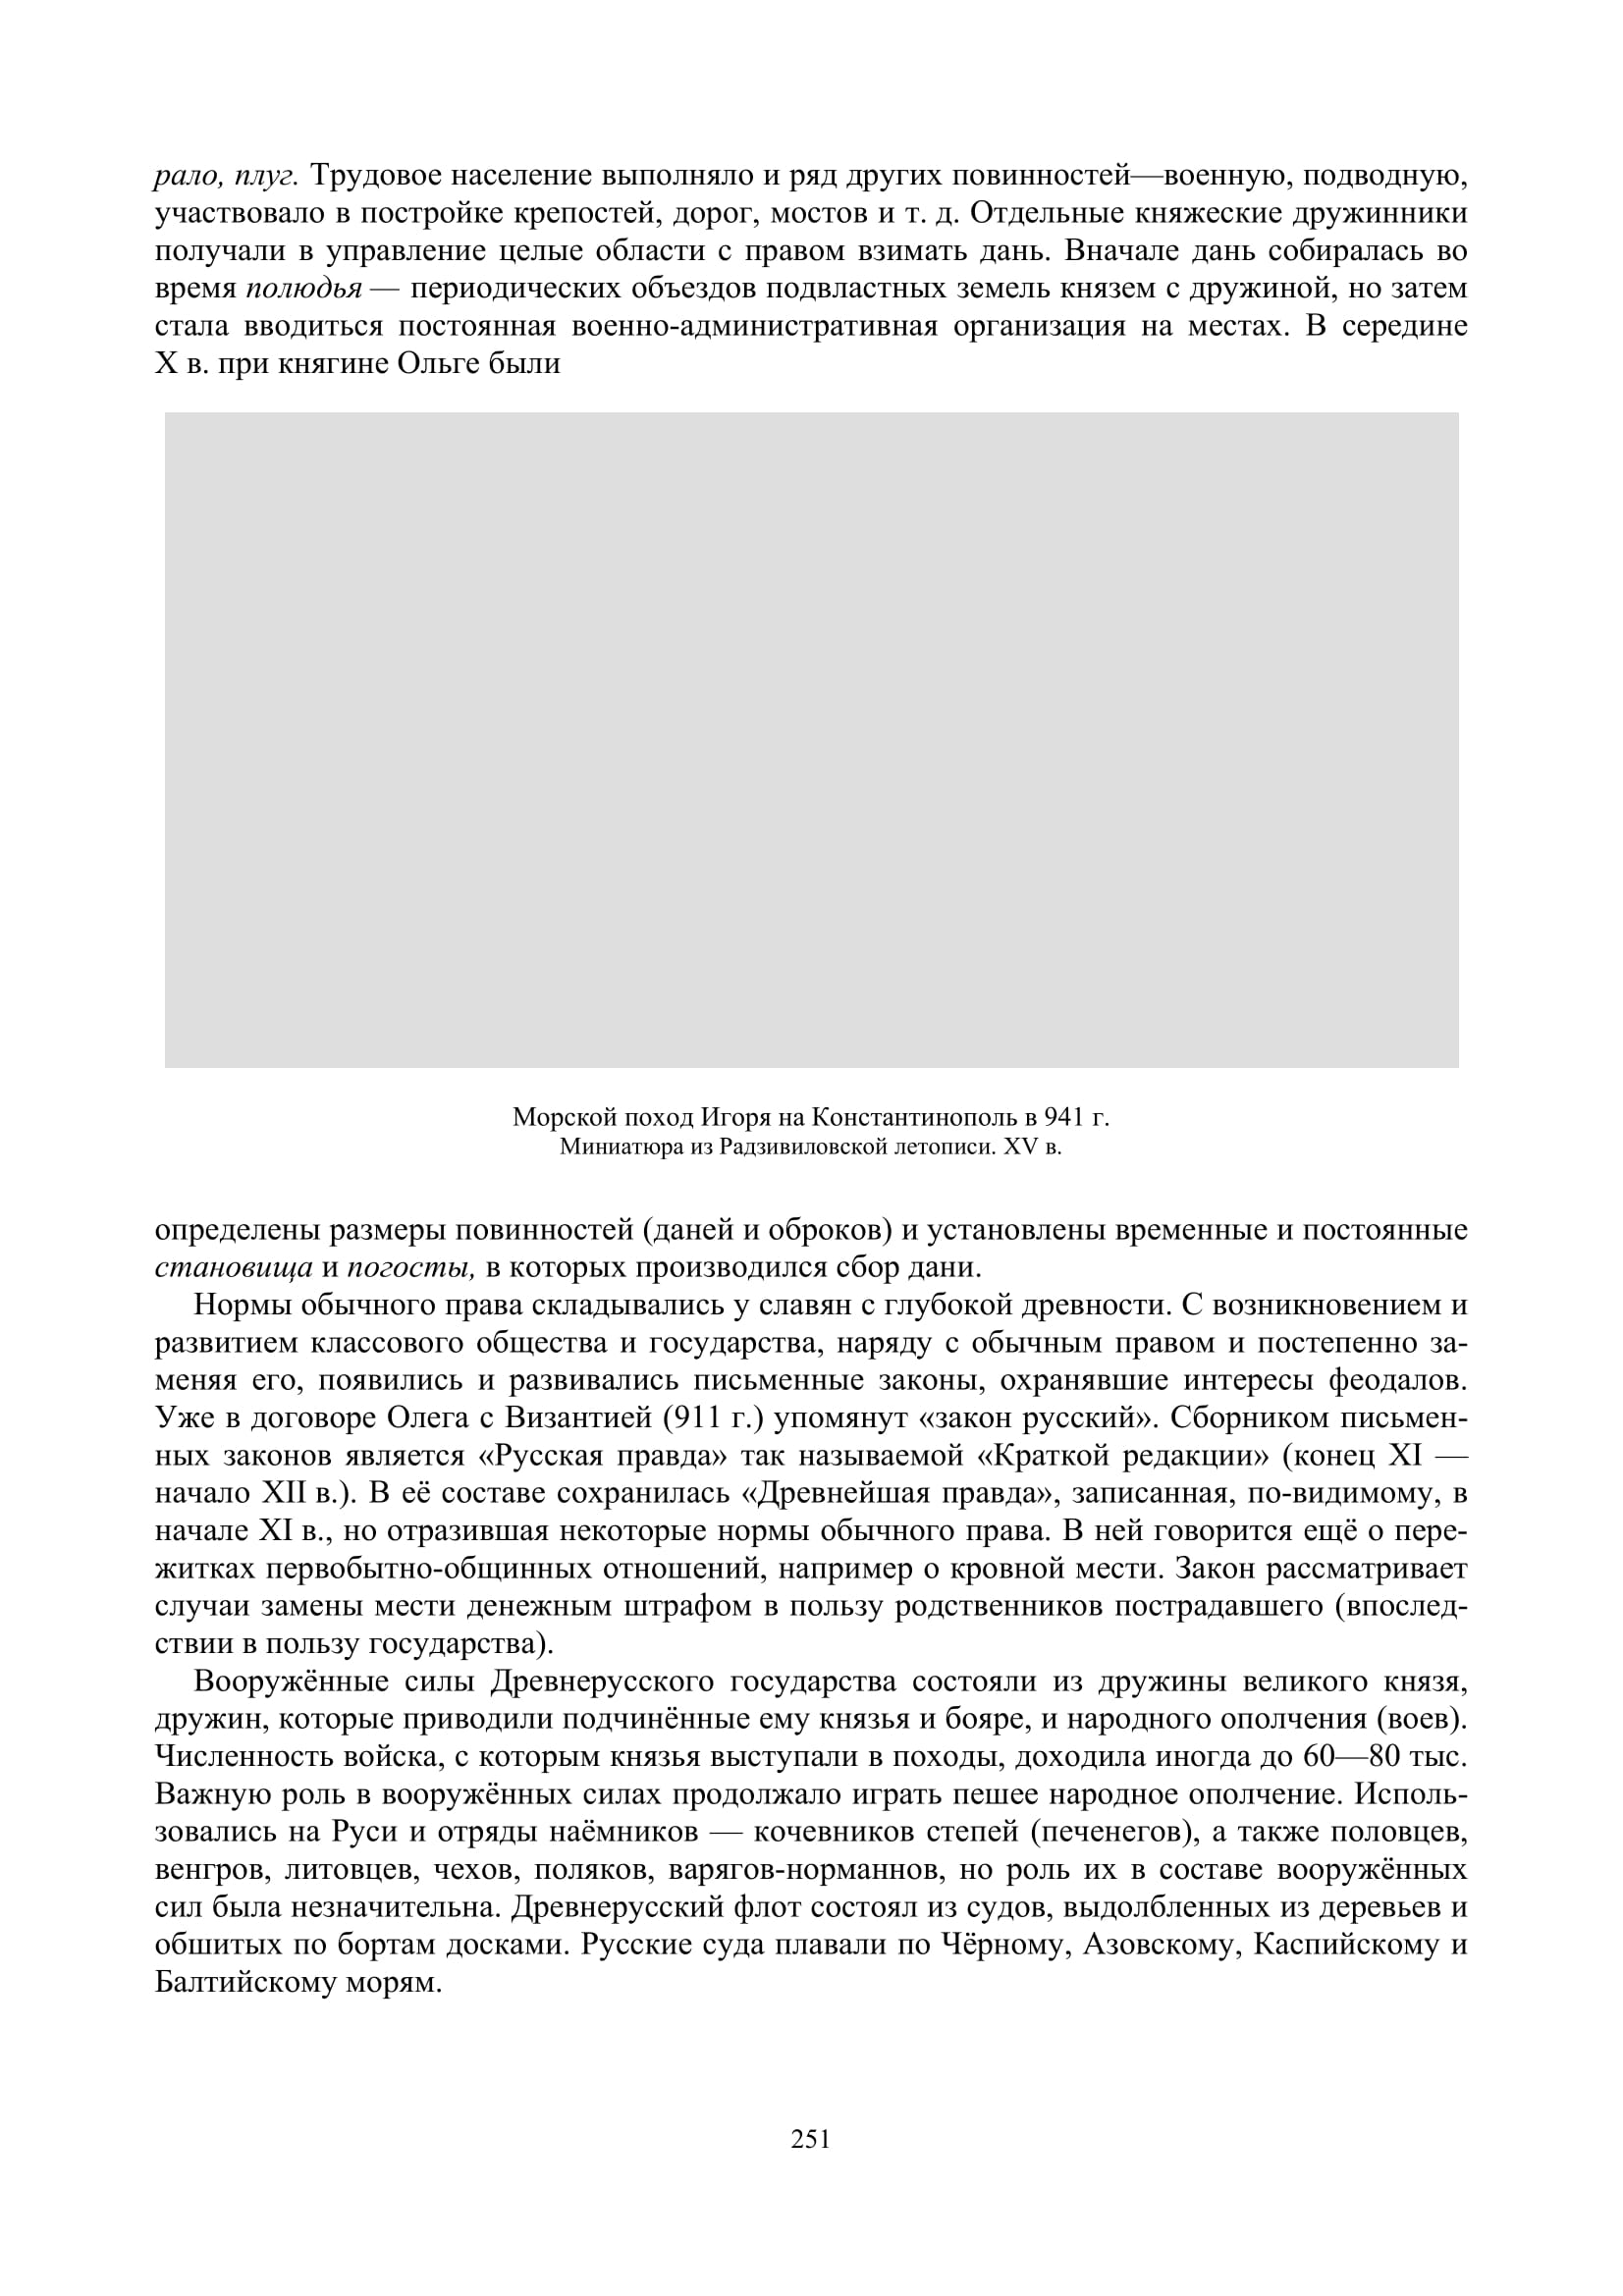 рало, плуг. Трудовое население выполняло и ряд других повинностей—военную, подводную,
участвовало в постройке крепостей, дорог, мостов и т. д. Отдельные княжеские дружинники
получали в управление целые области с правом взимать дань. Вначале дань собиралась во
время полюдья — периодических объездов подвластных земель князем с дружиной, но затем
стала вводиться постоянная военно-административная организация на местах. В середине
X в. при княгине Ольге были
Морской поход Игоря на Константинополь в 941 г.
Миниатюра из Радзивиловской летописи. XV в.
определены размеры повинностей (даней и оброков) и установлены временные и постоянные
становища и погосты, в которых производился сбор дани.
Нормы обычного права складывались у славян с глубокой древности. С возникновением и
развитием классового общества и государства, наряду с обычным правом и постепенно за-
меняя его, появились и развивались письменные законы, охранявшие интересы феодалов.
Уже в договоре Олега с Византией (911 г.) упомянут «закон русский». Сборником письмен-
ных законов является «Русская правда» так называемой «Краткой редакции» (конец XI —
начало XII в.). В её составе сохранилась «Древнейшая правда», записанная, по-видимому, в
начале XI в., но отразившая некоторые нормы обычного права. В ней говорится ещё о пере-
житках первобытно-общинных отношений, например о кровной мести. Закон рассматривает
случаи замены мести денежным штрафом в пользу родственников пострадавшего (впослед-
ствии в пользу государства).
Вооружённые силы Древнерусского государства состояли из дружины великого князя,
дружин, которые приводили подчинённые ему князья и бояре, и народного ополчения (воев).
Численность войска, с которым князья выступали в походы, доходила иногда до 60—80 тыс.
Важную роль в вооружённых силах продолжало играть пешее народное ополчение. Исполь-
зовались на Руси и отряды наёмников — кочевников степей (печенегов), а также половцев,
венгров, литовцев, чехов, поляков, варягов-норманнов, но роль их в составе вооружённых
сил была незначительна. Древнерусский флот состоял из судов, выдолбленных из деревьев и
обшитых по бортам досками. Русские суда плавали по Чёрному, Азовскому, Каспийскому и
Балтийскому морям.
251